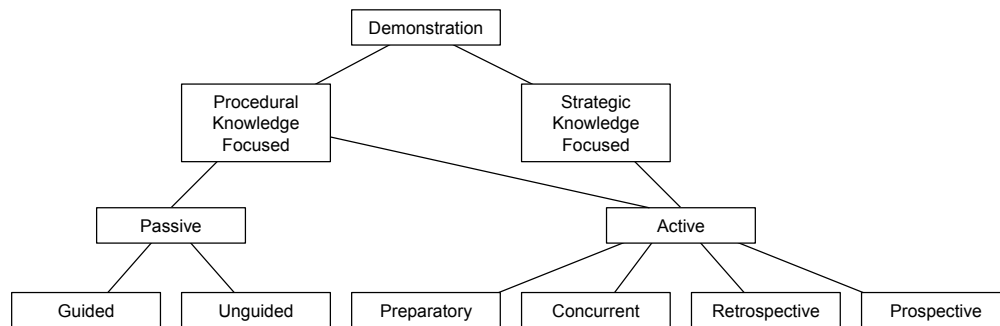 Demonstration
Procedural
Knowledge
Focused
Strategic
Knowledge
Focused
Passive
Active
Guided
Unguided
Preparatory
Concurrent
Retrospective
Prospective